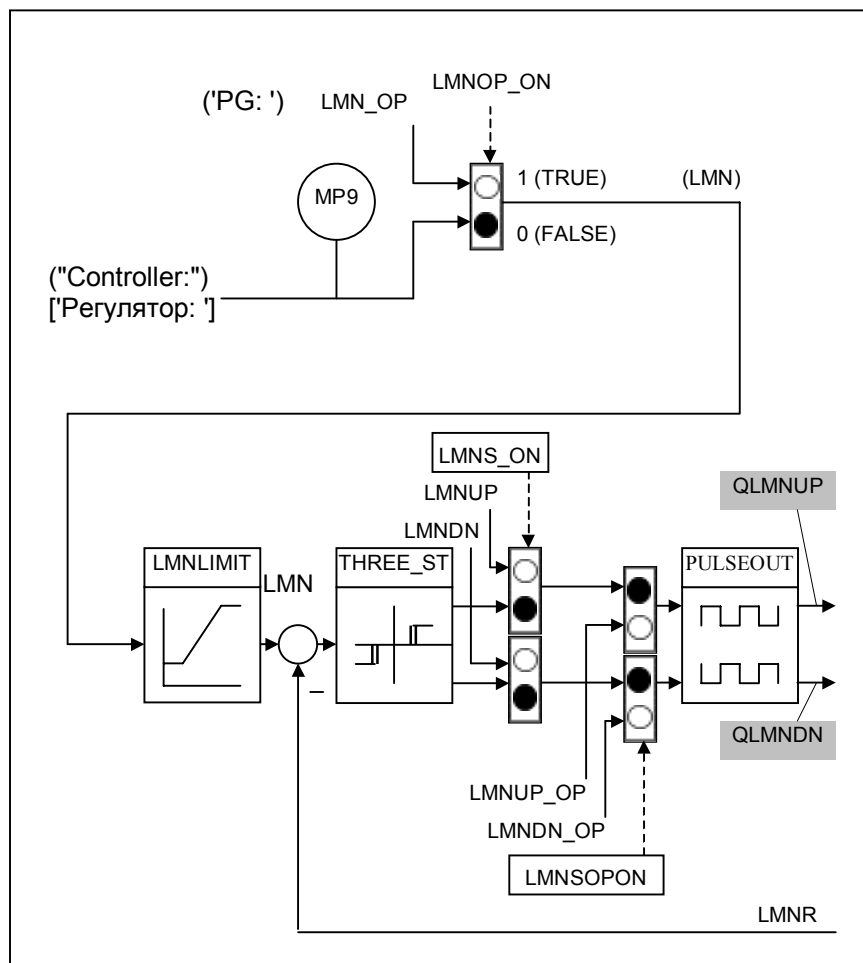 ('PG: ')
LMN_OP
LMNOP_ON
MP9
1 (TRUE)
(LMN)
0 (FALSE)
("Controller:")
['Регулятор: ']
LMNS_ON
LMNUP
LMNDN
QLMNUP
LMNLIMIT
LMN
THREE_ST
PULSEOUT
–
QLMNDN
LMNUP_OP
LMNDN_OP
LMNSOPON
LMNR